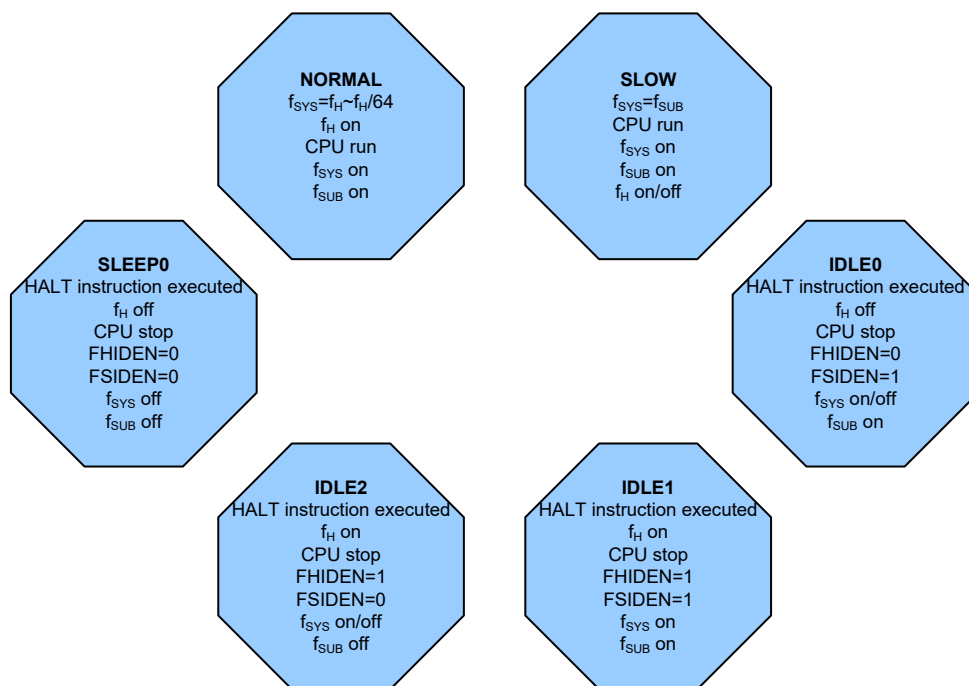 NORMAL
fSYS=fH~fH/64
fH on
CPU run
fSYS on
fSUB on
SLOW
fSYS=fSUB
CPU run
fSYS on
fSUB on
fH on/off
SLEEP0
HALT instruction executed
fH off
CPU stop
FHIDEN=0
FSIDEN=0
fSYS off
fSUB off
IDLE0
HALT instruction executed
fH off
CPU stop
FHIDEN=0
FSIDEN=1
fSYS on/off
fSUB on
IDLE2
HALT instruction executed
fH on
CPU stop
FHIDEN=1
FSIDEN=0
fSYS on/off
fSUB off
IDLE1
HALT instruction executed
fH on
CPU stop
FHIDEN=1
FSIDEN=1
fSYS on
fSUB on